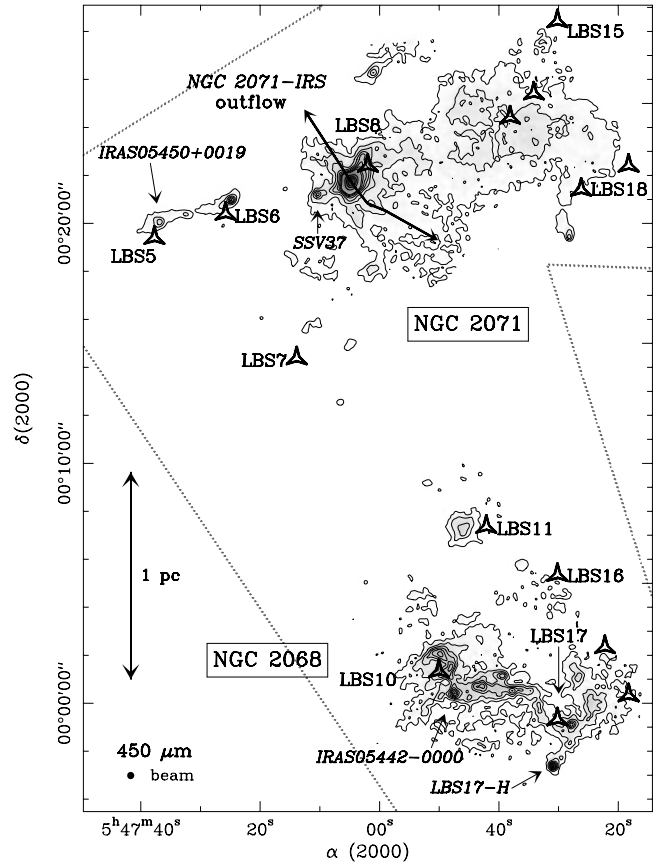 LBS15
NGC 2071-IRS
outflow
LBS8
IRAS05450+0019
LBS18
LBS6
SSV37
LBS5
00°20'00"
NGC 2071
LBS7
δ(2000)
00°10'00"
LBS11
1 pc
LBS16
LBS17
NGC 2068
LBS10
00°00'00"
IRAS05442-0000
450 μm
beam
LBS17-H
5ʰ47ᵐ40ˢ 20ˢ 00ˢ 40ˢ 20ˢ
α (2000)